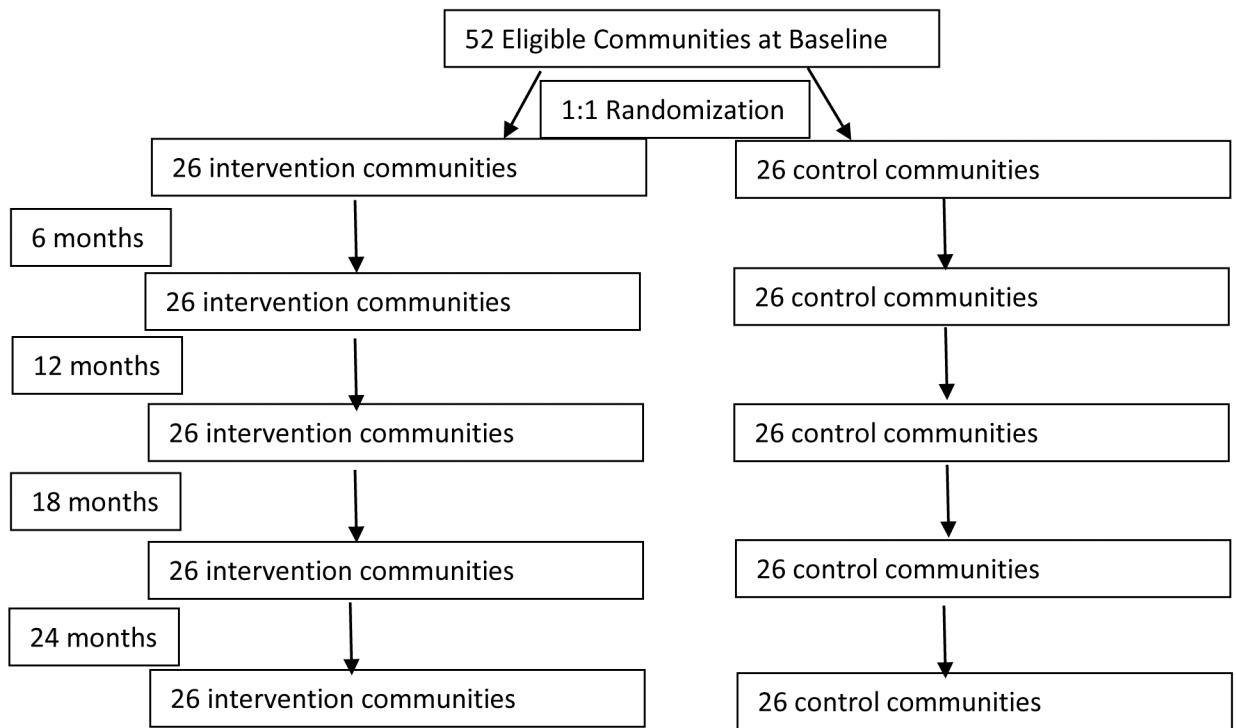 52 Eligible Communities at Baseline
1:1 Randomization
26 intervention communities
26 control communities
6 months
26 intervention communities
26 control communities
12 months
26 intervention communities
26 control communities
18 months
26 intervention communities
26 control communities
24 months
26 intervention communities
26 control communities